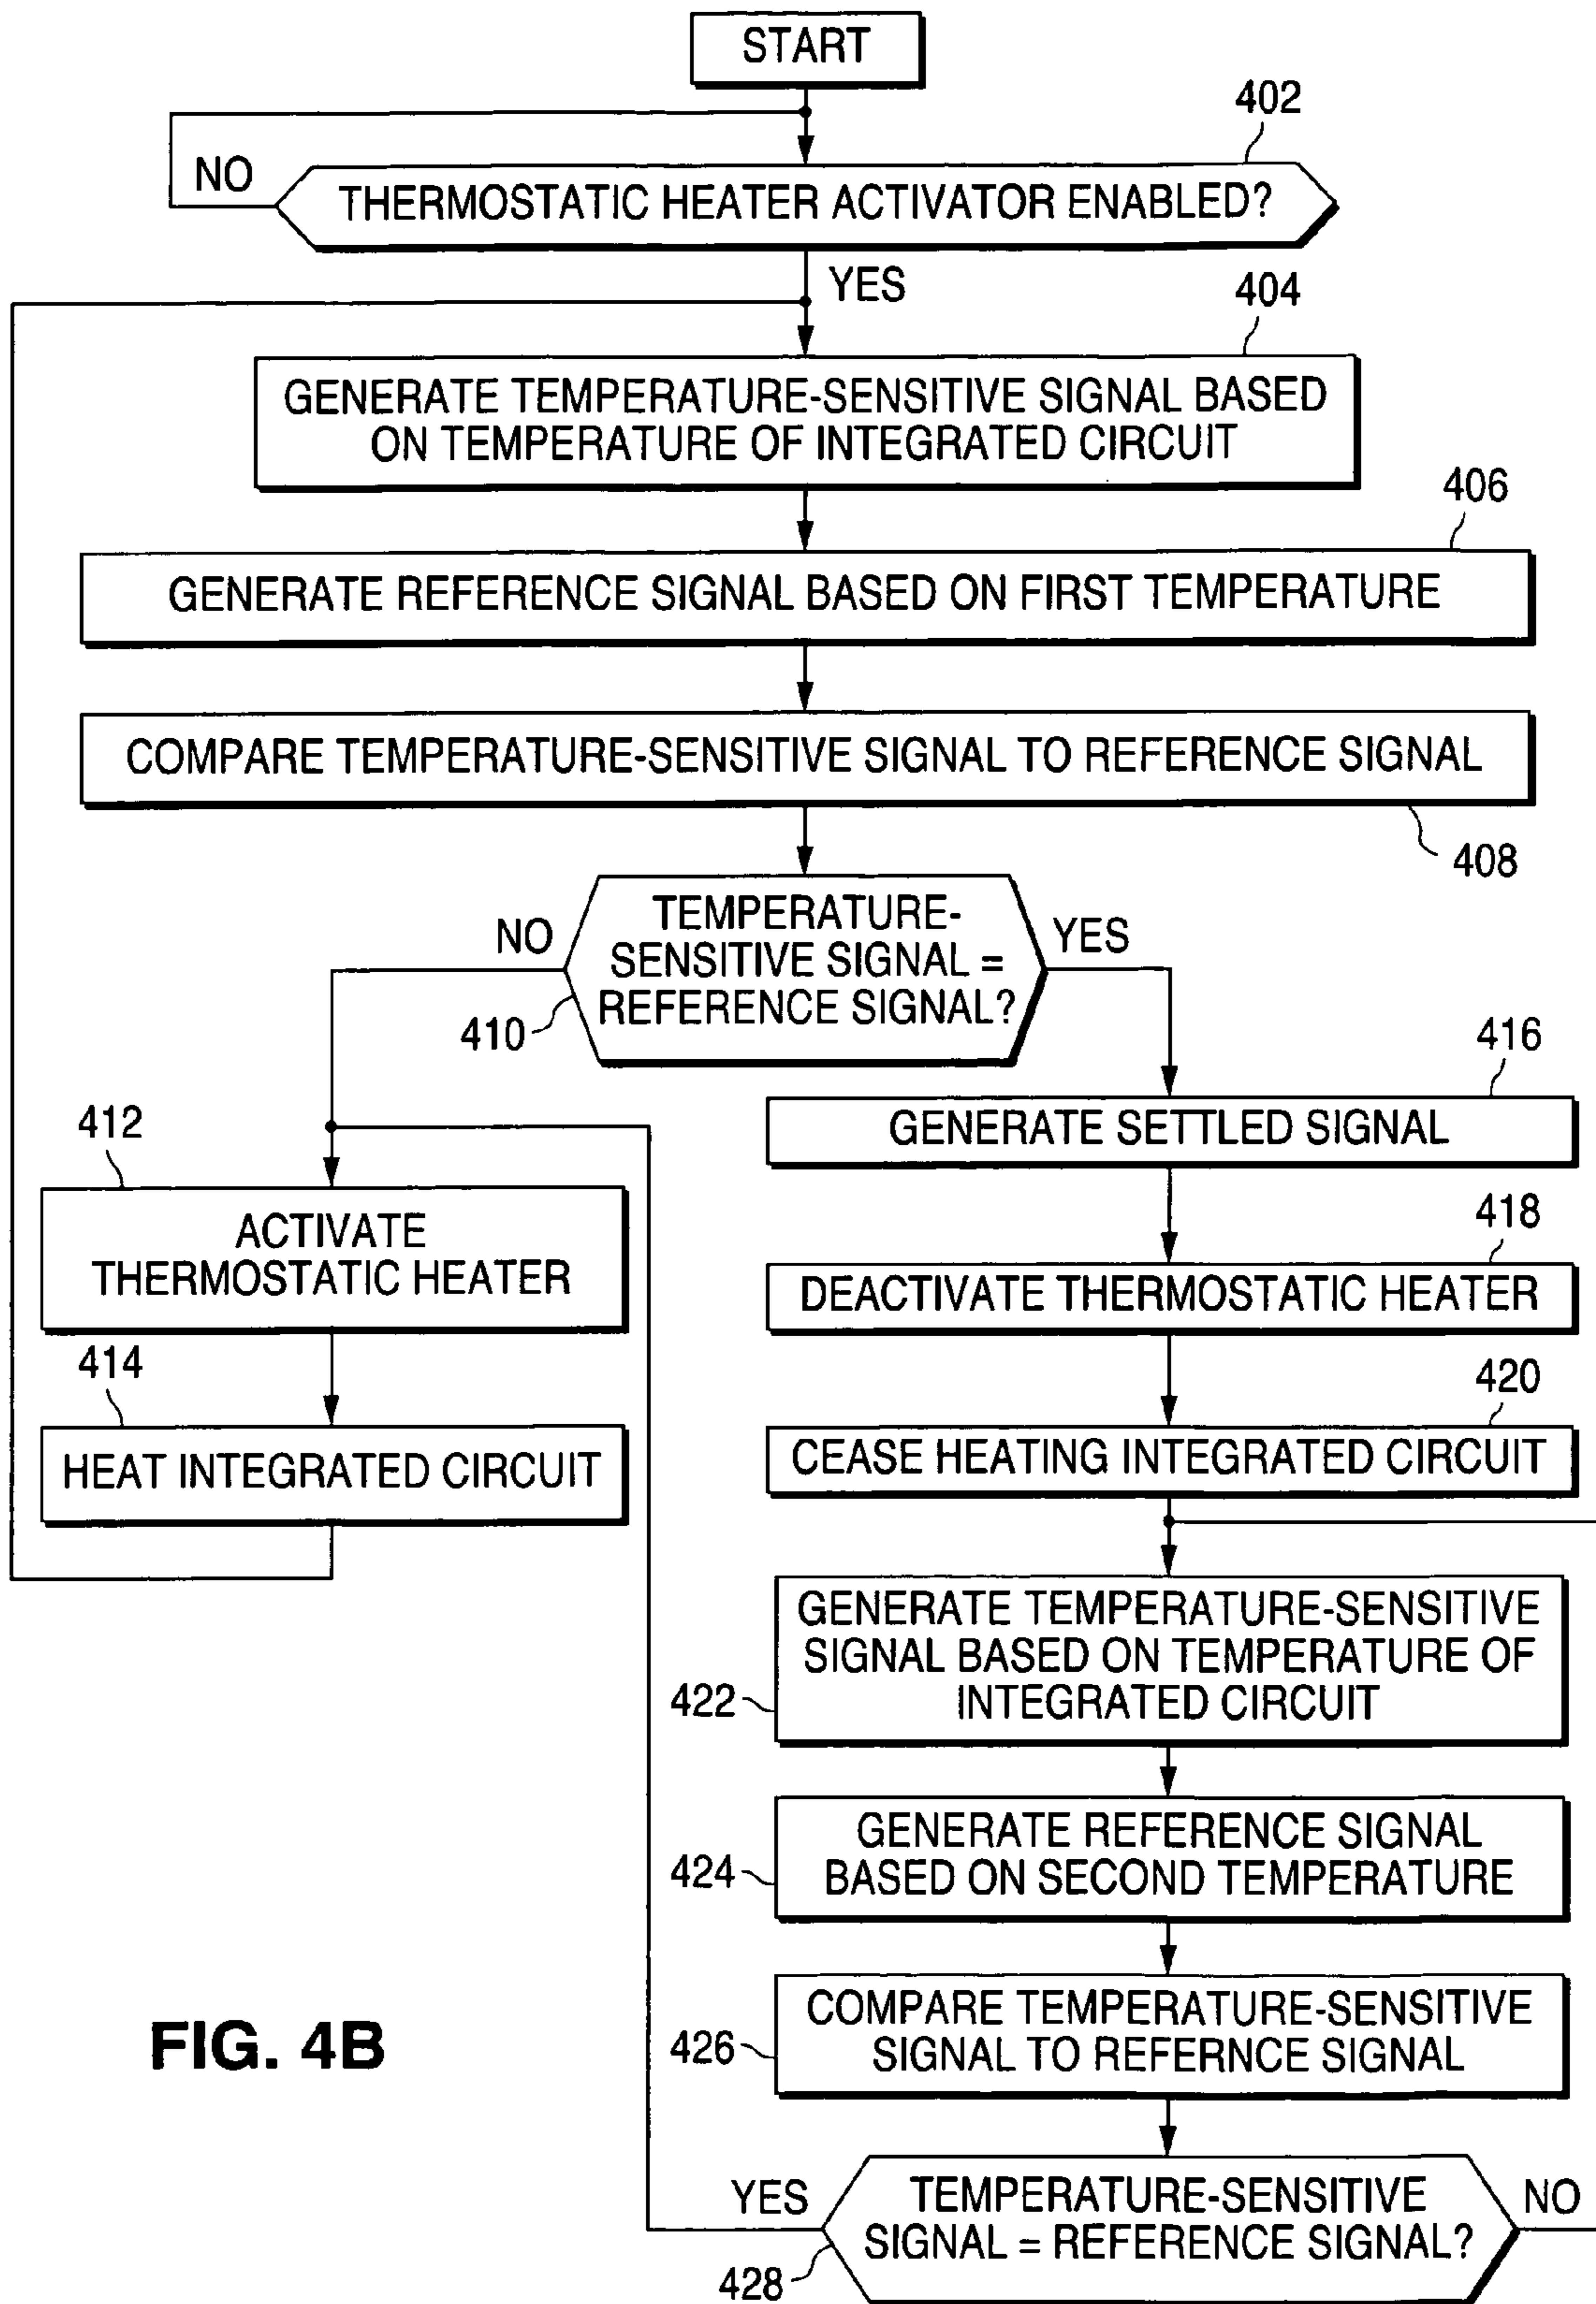 START
402
NO
THERMOSTATIC HEATER ACTIVATOR ENABLED?
YES
404
GENERATE TEMPERATURE-SENSITIVE SIGNAL BASED
ON TEMPERATURE OF INTEGRATED CIRCUIT
406
GENERATE REFERENCE SIGNAL BASED ON FIRST TEMPERATURE
COMPARE TEMPERATURE-SENSITIVE SIGNAL TO REFERENCE SIGNAL
408
NO
TEMPERATURE-
SENSITIVE SIGNAL =
REFERENCE SIGNAL?
YES
410
412
ACTIVATE
THERMOSTATIC HEATER
414
HEAT INTEGRATED CIRCUIT
416
GENERATE SETTLED SIGNAL
418
DEACTIVATE THERMOSTATIC HEATER
420
CEASE HEATING INTEGRATED CIRCUIT
GENERATE TEMPERATURE-SENSITIVE
SIGNAL BASED ON TEMPERATURE OF
INTEGRATED CIRCUIT
422
GENERATE REFERENCE SIGNAL
BASED ON SECOND TEMPERATURE
424
COMPARE TEMPERATURE-SENSITIVE
SIGNAL TO REFERNCE SIGNAL
426
YES
TEMPERATURE-SENSITIVE
SIGNAL = REFERENCE SIGNAL?
NO
428
FIG. 4B